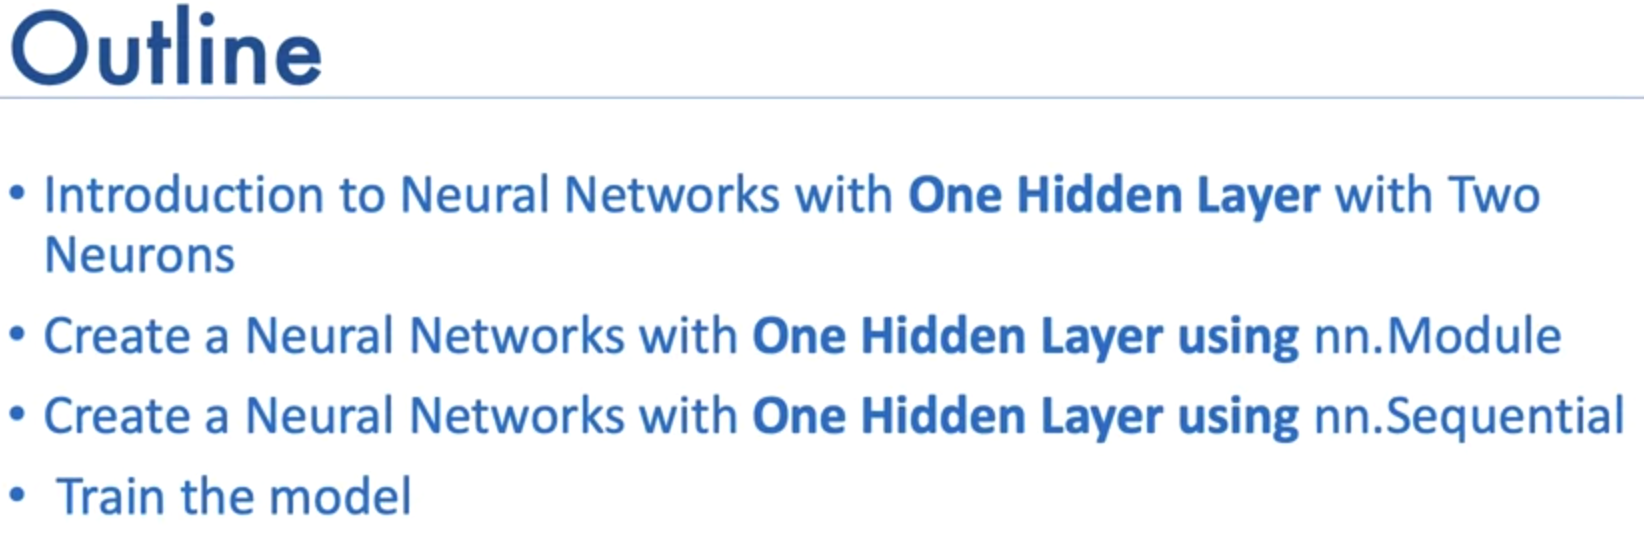 Outline
• Introduction to Neural Networks with One Hidden Layer with Two
Neurons
• Create a Neural Networks with One Hidden Layer using nn.Module
• Create a Neural Networks with One Hidden Layer using nn.Sequential
• Train the model